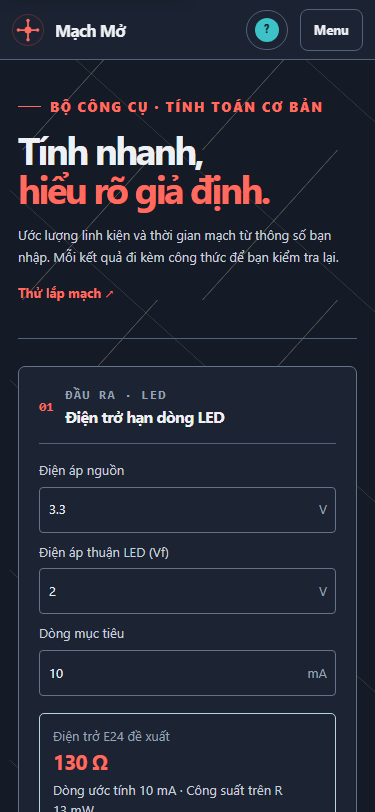 Mạch Mở
?
Menu
BỘ CÔNG CỤ · TÍNH TOÁN CƠ BẢN
Tính nhanh,
hiểu rõ giả định.
Ước lượng linh kiện và thời gian mạch từ thông số bạn
nhập. Mỗi kết quả đi kèm công thức để bạn kiểm tra lại.
Thử lắp mạch ↗
01
ĐẦU RA · LED
Điện trở hạn dòng LED
Điện áp nguồn
3.3 V
Điện áp thuận LED (Vf)
2 V
Dòng mục tiêu
10 mA
Điện trở E24 đề xuất
130 Ω
Dòng ước tính 10 mA · Công suất trên R
13 mW